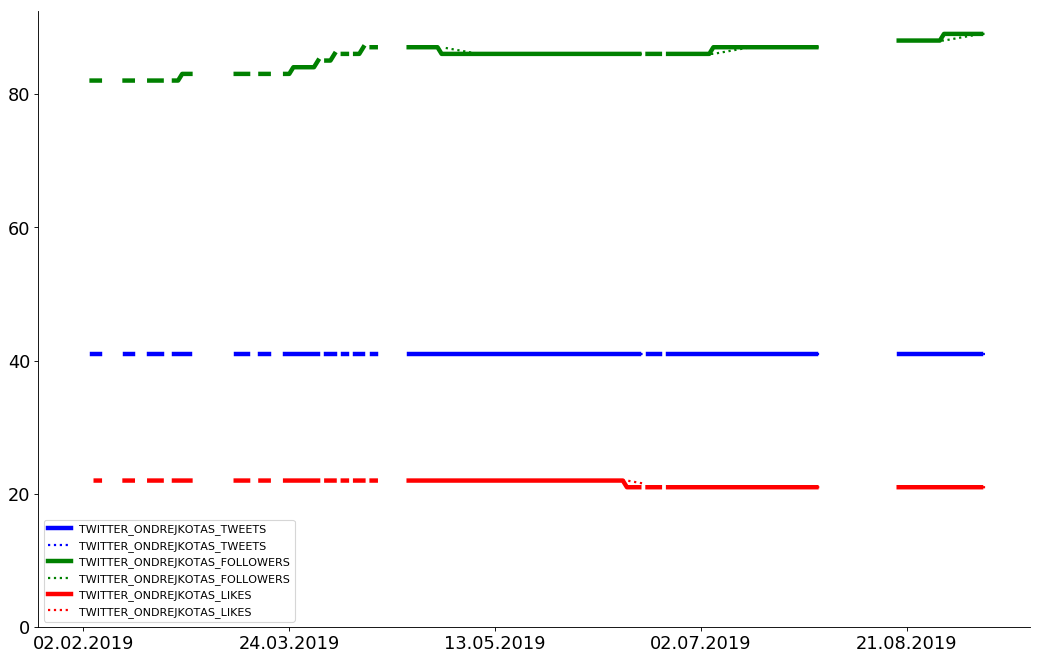 80
60
40
20
0
TWITTER_ONDREJKOTAS_TWEETS
TWITTER_ONDREJKOTAS_TWEETS
TWITTER_ONDREJKOTAS_FOLLOWERS
TWITTER_ONDREJKOTAS_FOLLOWERS
TWITTER_ONDREJKOTAS_LIKES
TWITTER_ONDREJKOTAS_LIKES
02.02.2019 24.03.2019 13.05.2019 02.07.2019 21.08.2019